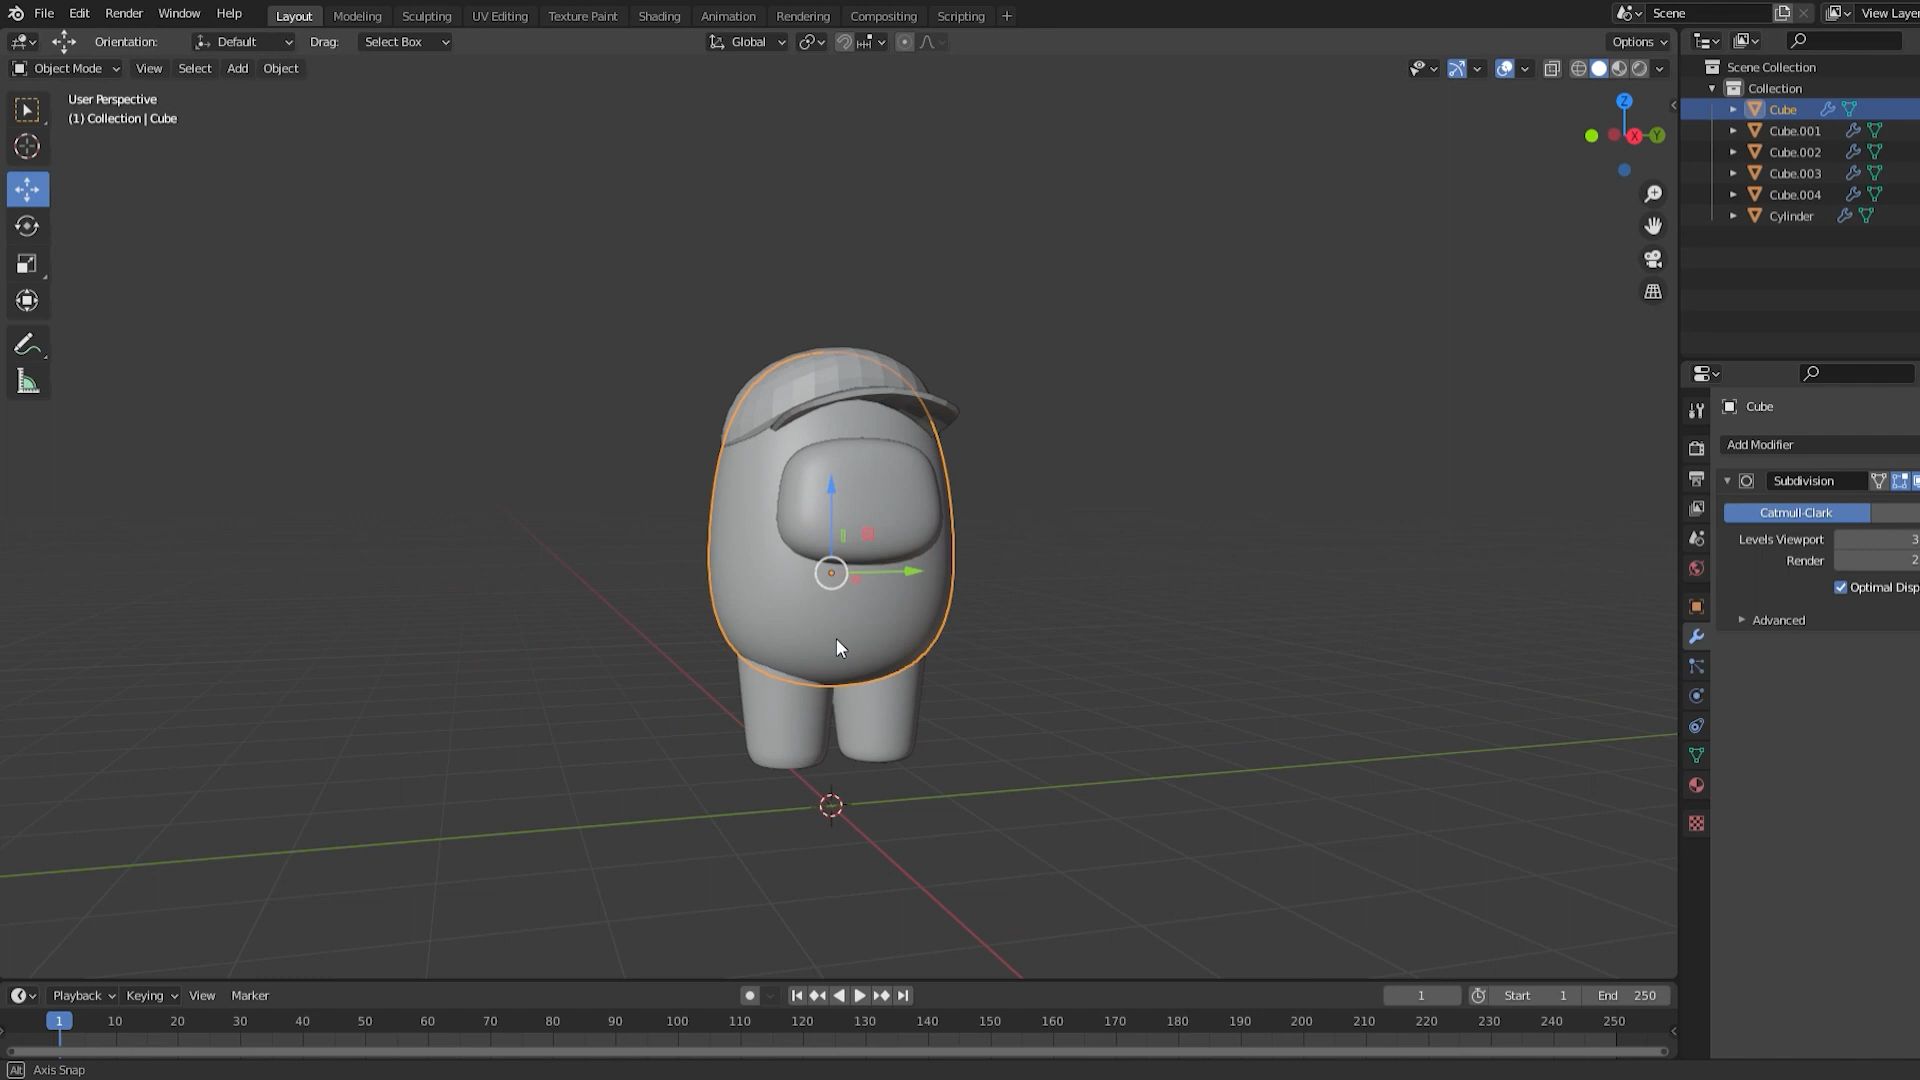 File Edit Render Window Help Layout Modeling Sculpting UV Editing Texture Paint Shading Animation Rendering Compositing Scripting + Scene View Layer
Orientation: Default Drag: Select Box Global Options
Object Mode View Select Add Object
User Perspective
(1) Collection | Cube
Z
X
Y
Scene Collection
Collection
Cube
Cube.001
Cube.002
Cube.003
Cube.004
Cylinder
Cube
Add Modifier
Subdivision
Catmull-Clark
Levels Viewport 3
Render 2
Optimal Disp
Advanced
Playback Keying View Marker 1 Start 1 End 250
1 10 20 30 40 50 60 70 80 90 100 110 120 130 140 150 160 170 180 190 200 210 220 230 240 250
Alt Axis Snap